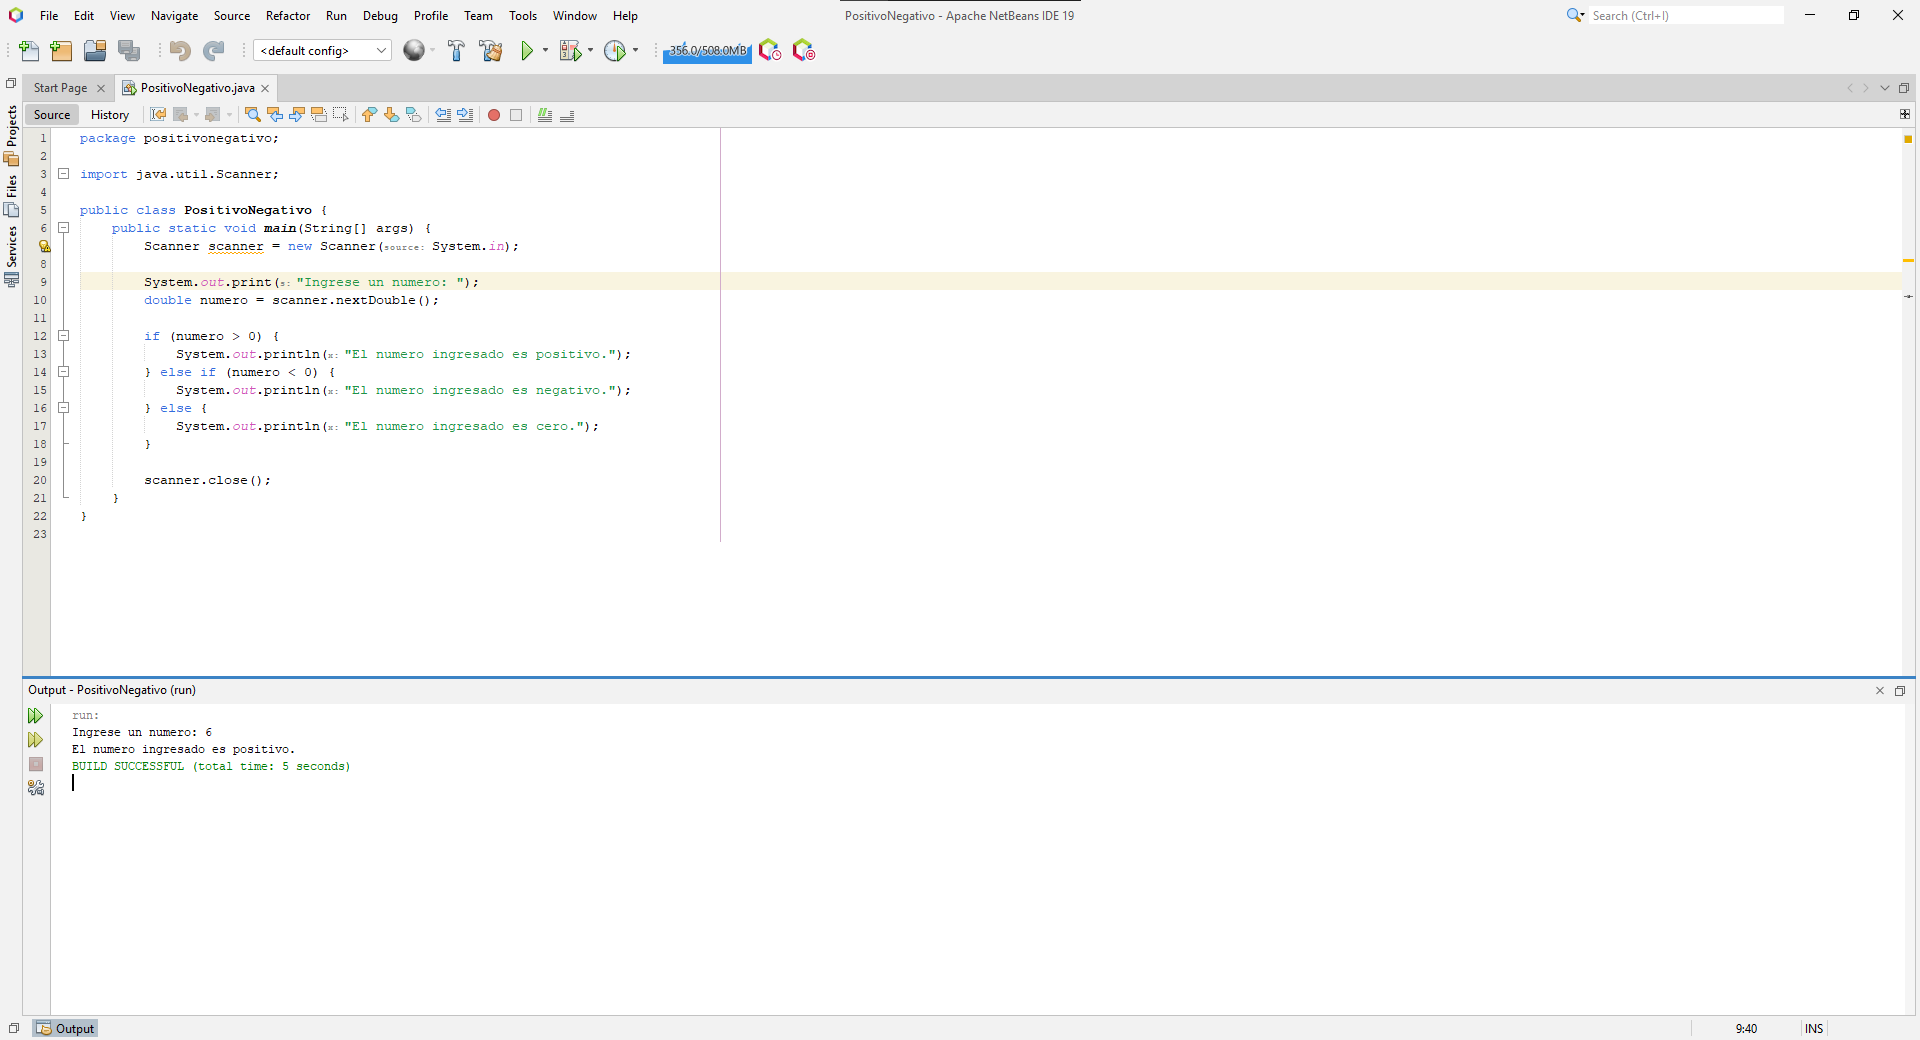 File Edit View Navigate Source Refactor Run Debug Profile Team Tools Window Help
PositivoNegativo - Apache NetBeans IDE 19
Search (Ctrl+I)
<default config>
356.0/508.0MB
Start Page
PositivoNegativo.java
Source History
Projects
Files
Services
1 package positivonegativo;
2
3 import java.util.Scanner;
4
5 public class PositivoNegativo {
6 public static void main(String[] args) {
Scanner scanner = new Scanner(source: System.in);
8
9 System.out.print(s: "Ingrese un numero: ");
10 double numero = scanner.nextDouble();
11
12 if (numero > 0) {
13 System.out.println(x: "El numero ingresado es positivo.");
14 } else if (numero < 0) {
15 System.out.println(x: "El numero ingresado es negativo.");
16 } else {
17 System.out.println(x: "El numero ingresado es cero.");
18 }
19
20 scanner.close();
21 }
22 }
23
Output - PositivoNegativo (run)
run:
Ingrese un numero: 6
El numero ingresado es positivo.
BUILD SUCCESSFUL (total time: 5 seconds)
Output
9:40 INS